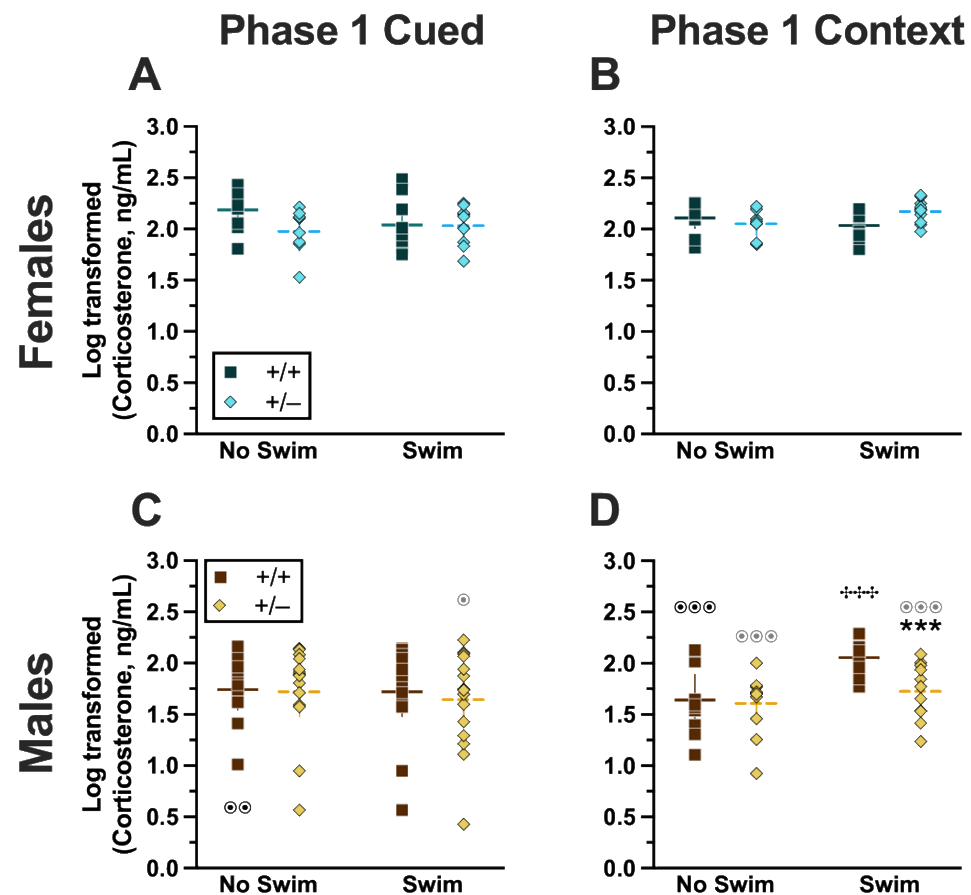 Phase 1 Cued
Phase 1 Context
A
B
Females
Log transformed
(Corticosterone, ng/mL)
3.0
2.5
2.0
1.5
1.0
0.5
0.0
+/+
+/–
No Swim
Swim
3.0
2.5
2.0
1.5
1.0
0.5
0.0
No Swim
Swim
C
D
Males
Log transformed
(Corticosterone, ng/mL)
3.0
2.5
2.0
1.5
1.0
0.5
0.0
+/+
+/–
No Swim
Swim
3.0
2.5
2.0
1.5
1.0
0.5
0.0
***
No Swim
Swim